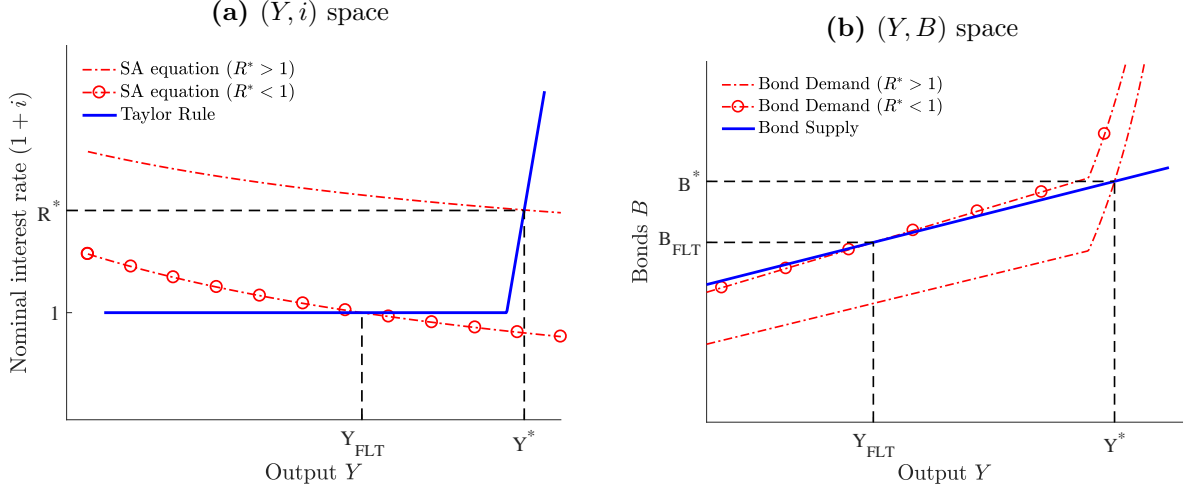 (a) (Y, i) space
SA equation (R* > 1)
SA equation (R* < 1)
Taylor Rule
Nominal interest rate (1 + i)
R*
1
Y_FLT
Y*
Output Y
(b) (Y, B) space
Bond Demand (R* > 1)
Bond Demand (R* < 1)
Bond Supply
Bonds B
B*
B_FLT
Y_FLT
Y*
Output Y